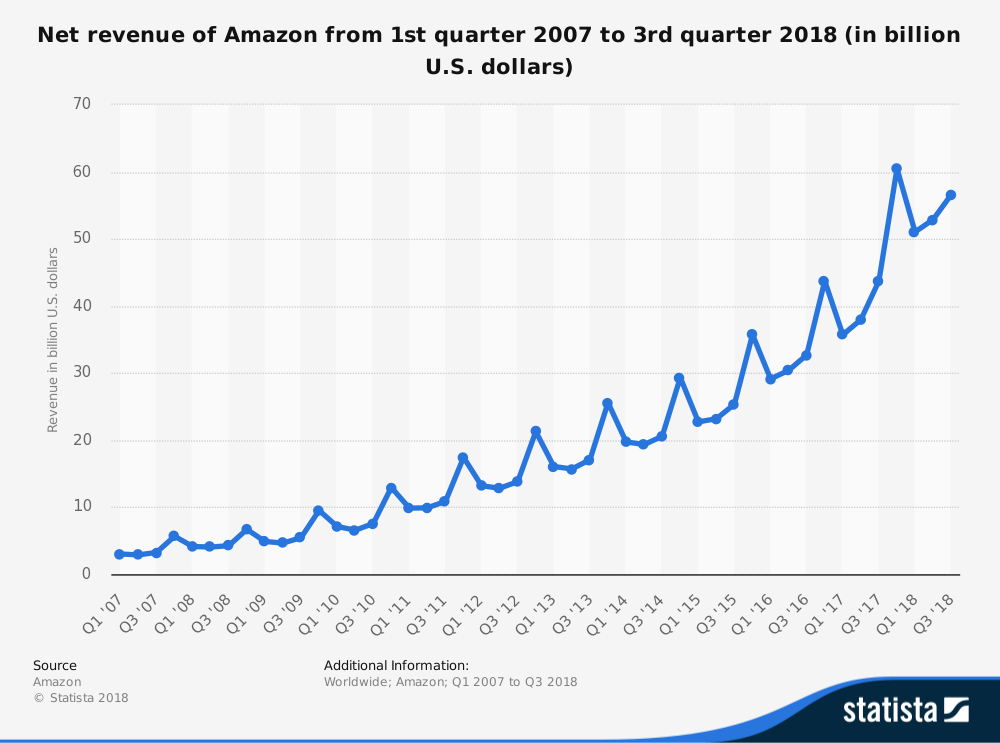 Net revenue of Amazon from 1st quarter 2007 to 3rd quarter 2018 (in billion
U.S. dollars)
Revenue in billion U.S. dollars
70
60
50
40
30
20
10
0
Q1 '07
Q3 '07
Q1 '08
Q3 '08
Q1 '09
Q3 '09
Q1 '10
Q3 '10
Q1 '11
Q3 '11
Q1 '12
Q3 '12
Q1 '13
Q3 '13
Q1 '14
Q3 '14
Q1 '15
Q3 '15
Q1 '16
Q3 '16
Q1 '17
Q3 '17
Q1 '18
Q3 '18
Source
Amazon
© Statista 2018
Additional Information:
Worldwide; Amazon; Q1 2007 to Q3 2018
statista